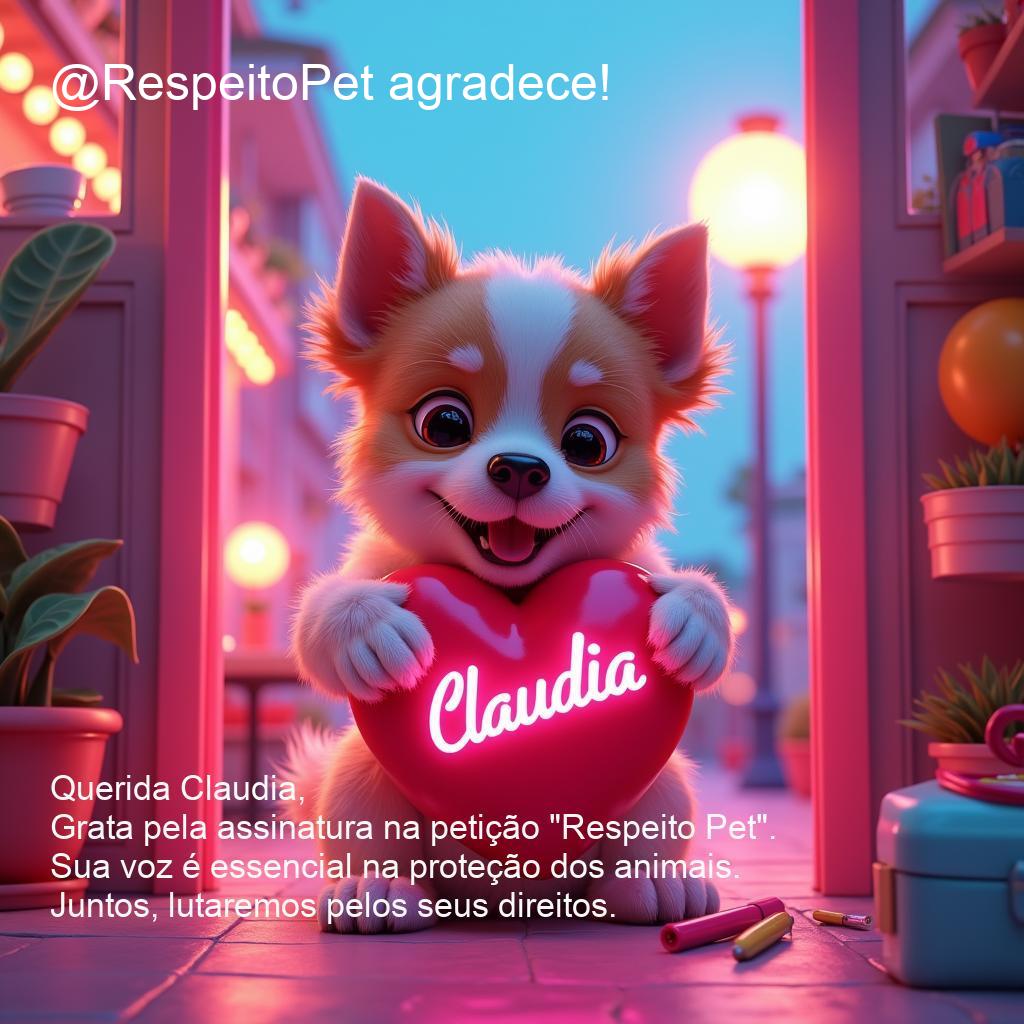 @RespeitoPet agradece!
Claudia
Querida Claudia,
Grata pela assinatura na petição "Respeito Pet".
Sua voz é essencial na proteção dos animais.
Juntos, lutaremos pelos seus direitos.